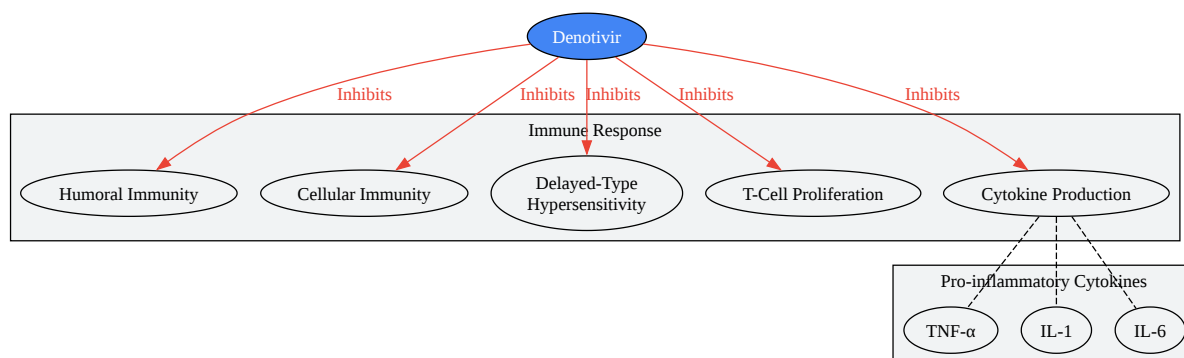 Denotivir
Inhibits
Inhibits
Inhibits
Inhibits
Inhibits
Immune Response
Humoral Immunity
Cellular Immunity
Delayed-Type
Hypersensitivity
T-Cell Proliferation
Cytokine Production
Pro-inflammatory Cytokines
TNF-α
IL-1
IL-6